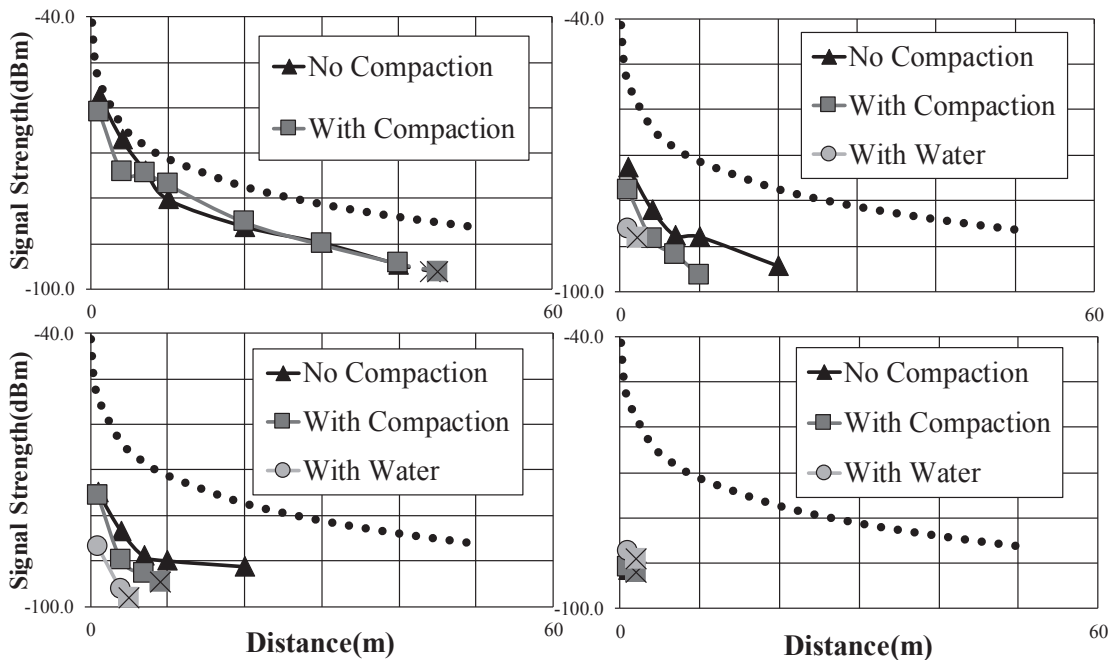 -40.0
Signal Strength(dBm)
No Compaction
With Compaction
-100.0
0
60
-40.0
No Compaction
With Compaction
With Water
-100.0
0
60
-40.0
Signal Strength(dBm)
No Compaction
With Compaction
With Water
-100.0
0
Distance(m)
60
-40.0
No Compaction
With Compaction
With Water
-100.0
0
Distance(m)
60